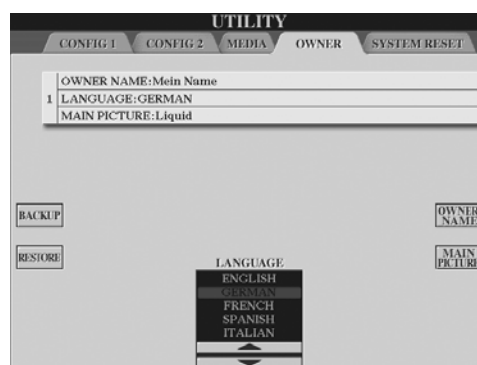 UTILITY
CONFIG 1 CONFIG 2 MEDIA OWNER SYSTEM RESET
OWNER NAME:Mein Name
1 LANGUAGE:GERMAN
MAIN PICTURE:Liquid
BACKUP
OWNER
NAME
RESTORE
MAIN
PICTURE
LANGUAGE
ENGLISH
GERMAN
FRENCH
SPANISH
ITALIAN